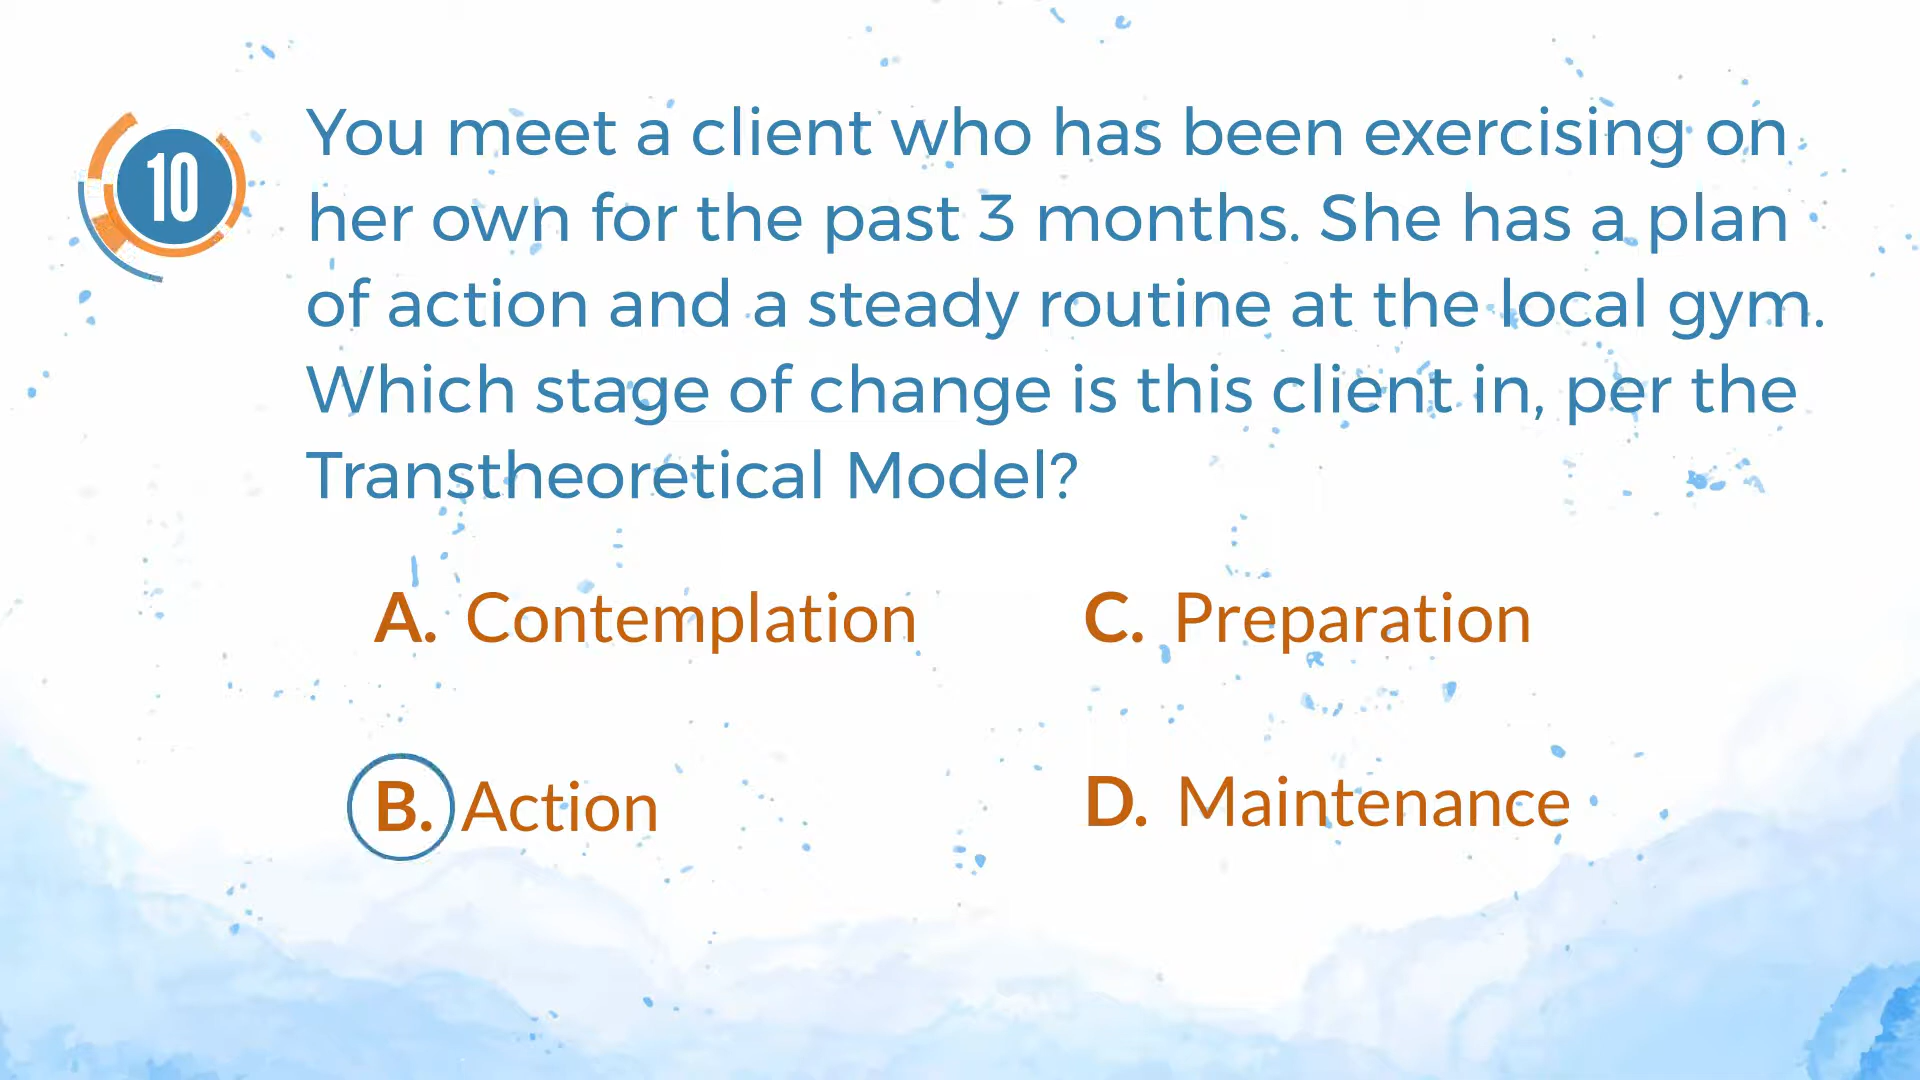 10
You meet a client who has been exercising on
her own for the past 3 months. She has a plan
of action and a steady routine at the local gym.
Which stage of change is this client in, per the
Transtheoretical Model?
A. Contemplation
C. Preparation
B. Action
D. Maintenance